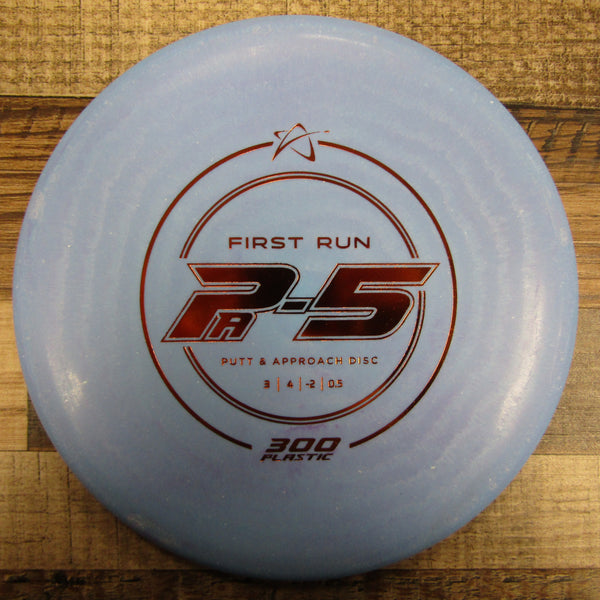 FIRST RUN
PA-5
PUTT & APPROACH DISC
3 | 4 | -2 | 0.5
300
PLASTIC